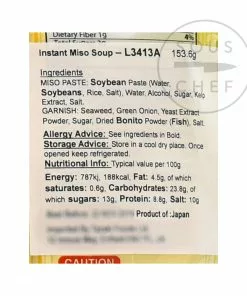 Dietary Fiber 1g
4%
SOUS
CHEF
Instant Miso Soup – L3413A 153.6g
Ingredients
MISO PASTE: Soybean Paste (Water,
Soybeans, Rice, Salt), Water, Alcohol, Sugar, Kelp
Extract, Salt.
GARNISH: Seaweed, Green Onion, Yeast Extract
Powder, Sugar, Dried Bonito Powder (Fish), Salt.
Allergy Advice: See ingredients in Bold.
Storage Advice: Store in a cool dry place. Once
opened keep refrigerated.
Nutritional Info: Typical value per 100g
Energy: 787kj, 188kcal, Fat: 4.5g, of which
saturates: 0.6g, Carbohydrates: 23.8g, of
which sugars: 13g, Protein: 8.8g, Salt: 10g
Product of : Japan
CAUTION